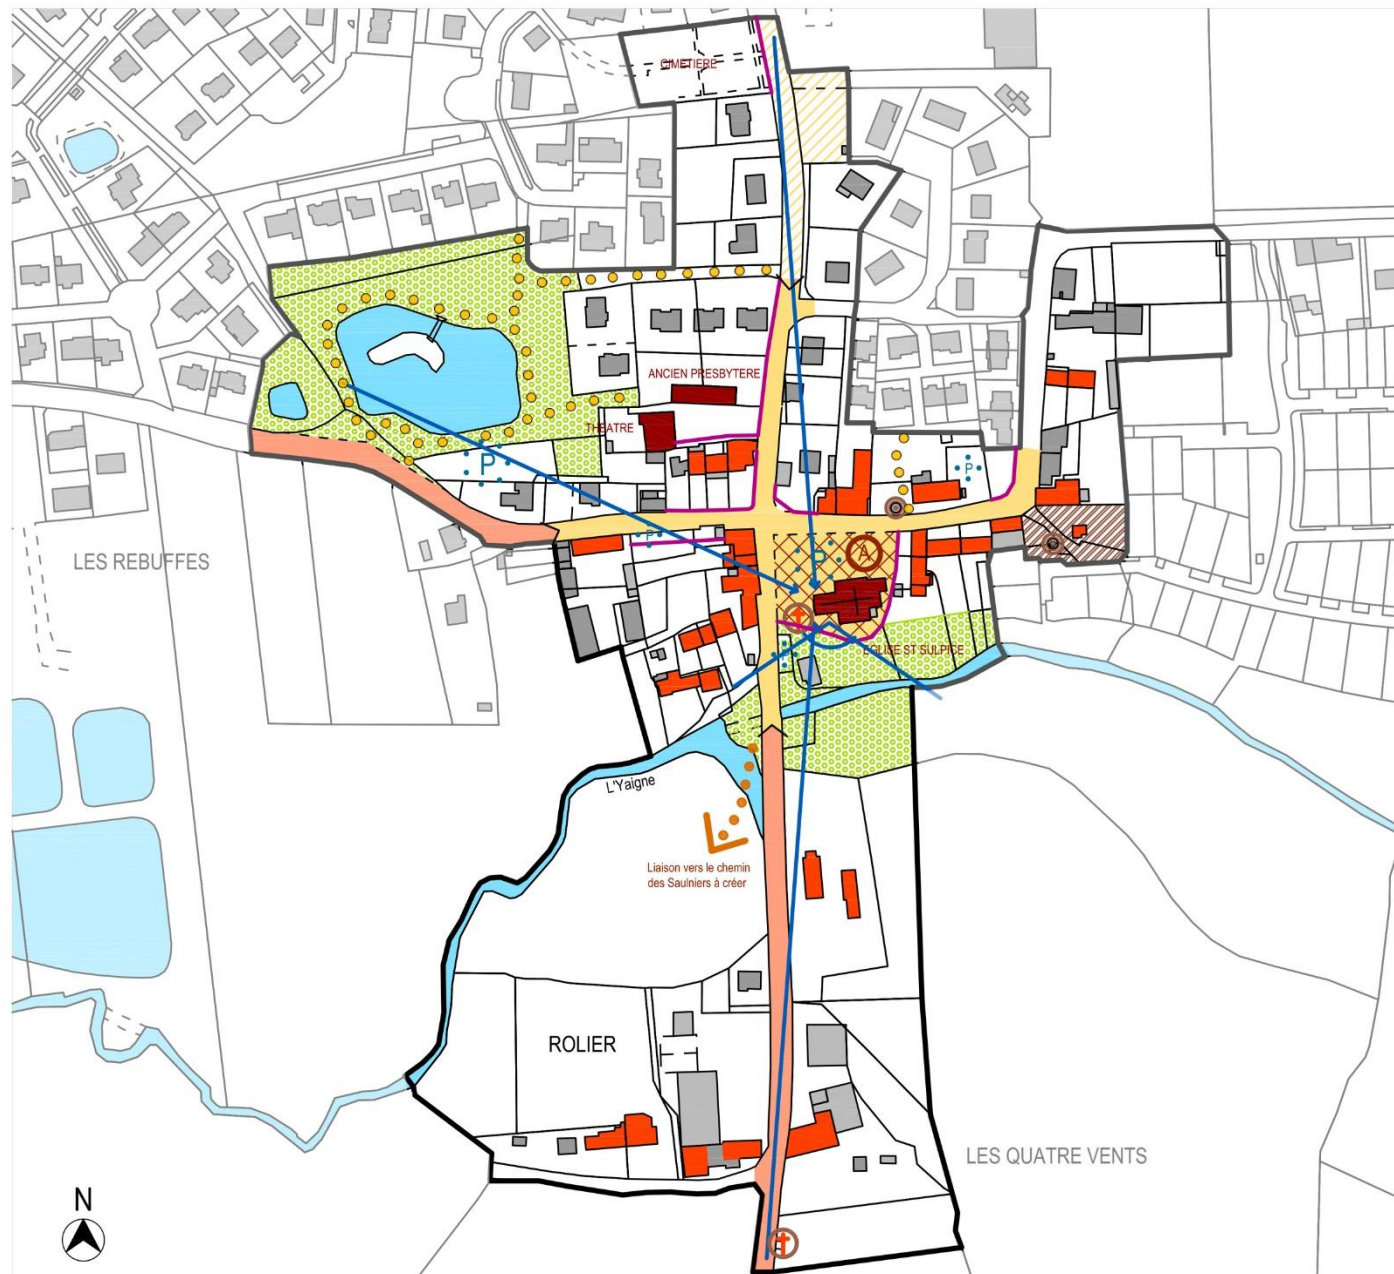 CIMETIERE
ANCIEN PRESBYTERE
THEATRE
P
P
P
P
A
LES REBUFFES
EGLISE ST SULPICE
L'Yaigne
Liaison vers le chemin
des Saulniers à créer
ROLIER
LES QUATRE VENTS
N